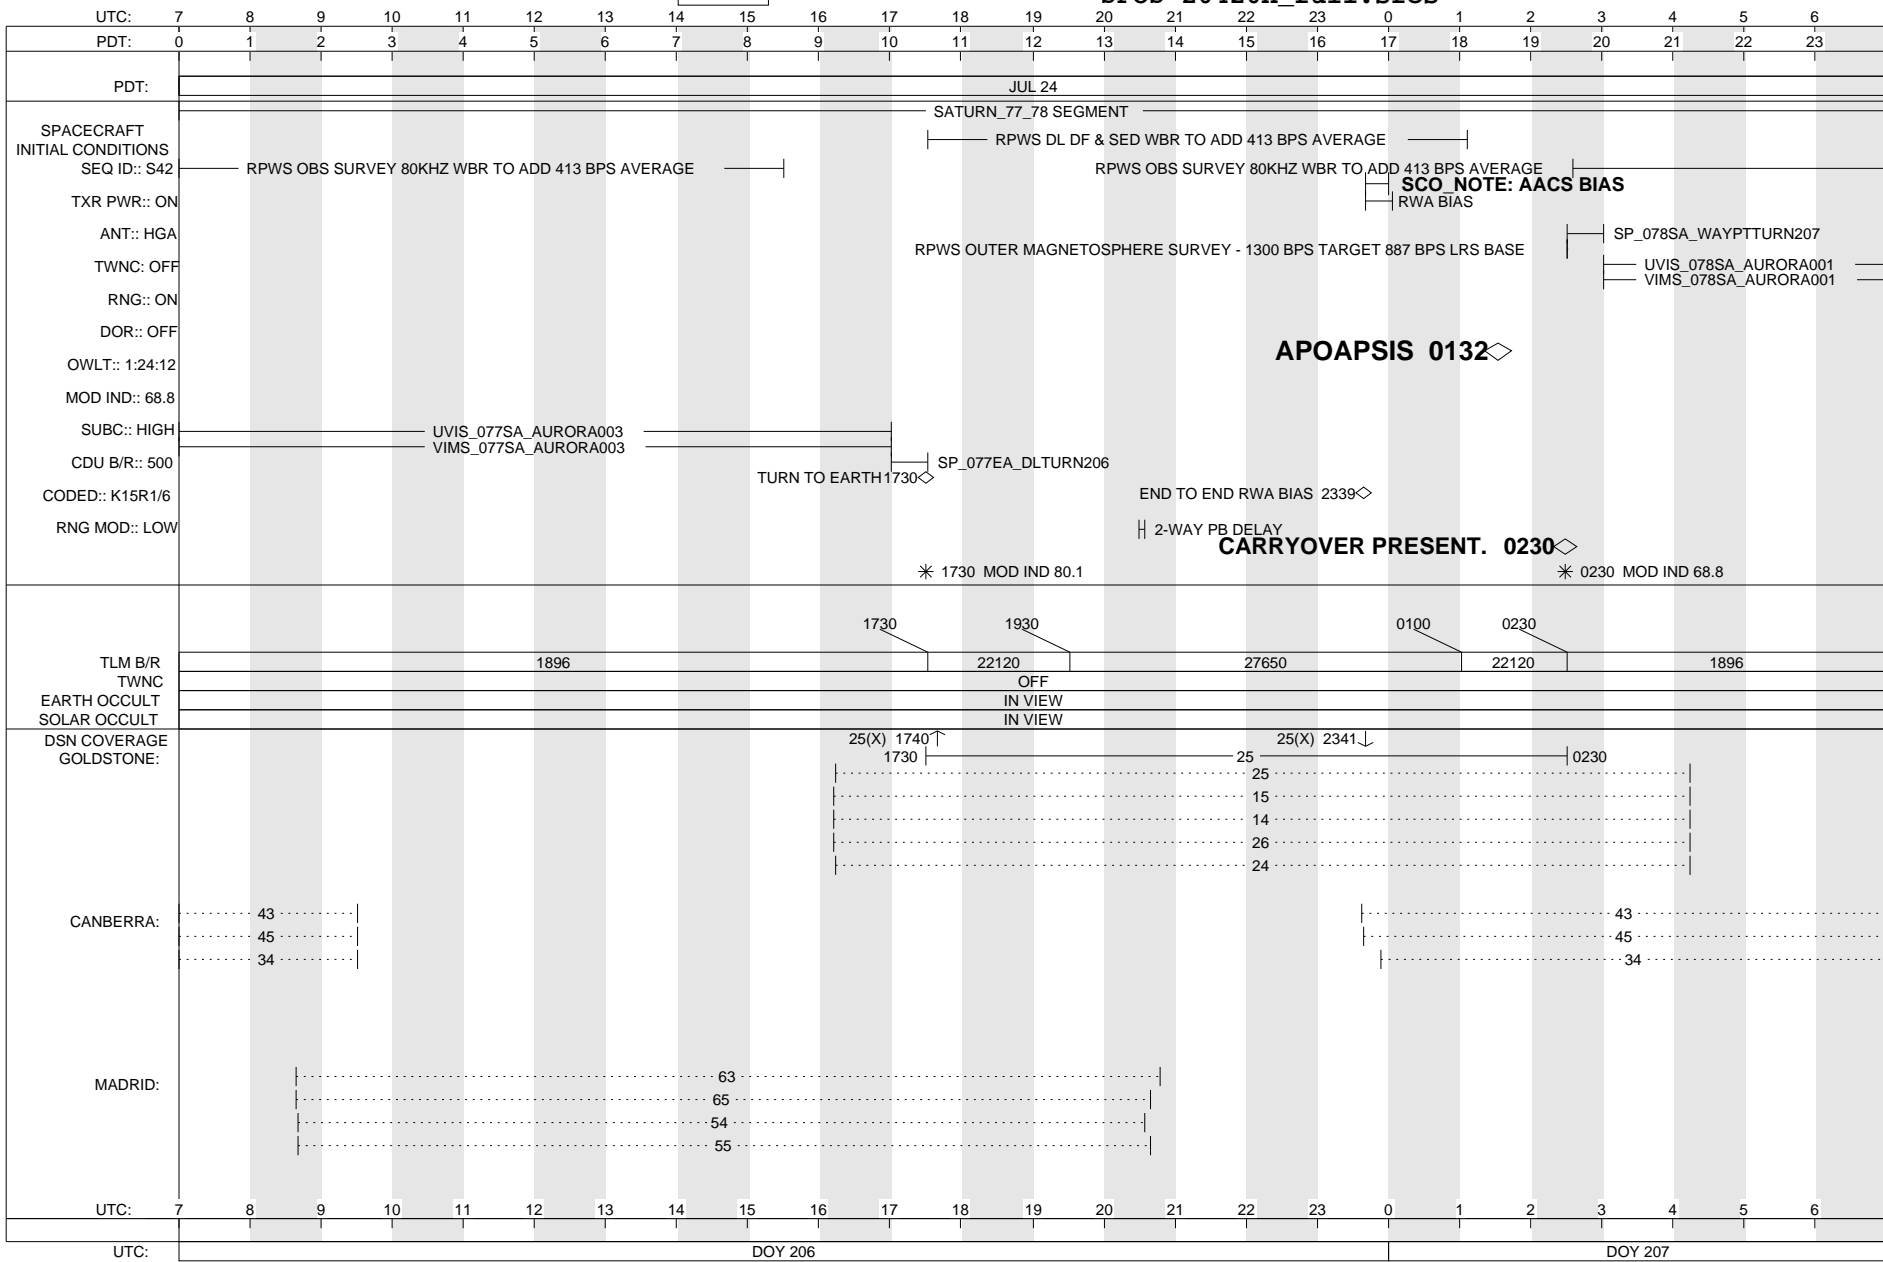 UTC: 7 8 9 10 11 12 13 14 15 16 17 18 19 20 21 22 23 0 1 2 3 4 5 6
PDT: 0 1 2 3 4 5 6 7 8 9 10 11 12 13 14 15 16 17 18 19 20 21 22 23
PDT: JUL 24
SATURN_77_78 SEGMENT
SPACECRAFT
INITIAL CONDITIONS
RPWS DL DF & SED WBR TO ADD 413 BPS AVERAGE
SEQ ID:: S42 RPWS OBS SURVEY 80KHZ WBR TO ADD 413 BPS AVERAGE RPWS OBS SURVEY 80KHZ WBR TO ADD 413 BPS AVERAGE
SCO_NOTE: AACS BIAS
TXR PWR:: ON RWA BIAS
ANT:: HGA SP_078SA_WAYPTTURN207
RPWS OUTER MAGNETOSPHERE SURVEY - 1300 BPS TARGET 887 BPS LRS BASE
TWNC: OFF UVIS_078SA_AURORA001
VIMS_078SA_AURORA001
RNG:: ON
DOR:: OFF
APOAPSIS 0132
OWLT:: 1:24:12
MOD IND:: 68.8
SUBC:: HIGH UVIS_077SA_AURORA003
VIMS_077SA_AURORA003
CDU B/R:: 500 SP_077EA_DLTURN206
TURN TO EARTH 1730
CODED:: K15R1/6 END TO END RWA BIAS 2339
RNG MOD:: LOW 2-WAY PB DELAY
CARRYOVER PRESENT. 0230
1730 MOD IND 80.1 0230 MOD IND 68.8
1730 1930 0100 0230
TLM B/R 1896 22120 27650 22120 1896
TWNC OFF
EARTH OCCULT IN VIEW
SOLAR OCCULT IN VIEW
DSN COVERAGE 25(X) 1740 25(X) 2341
GOLDSTONE: 1730 25 0230
25
15
14
26
24
CANBERRA: 43 43
45 45
34 34
MADRID: 63
65
54
55
UTC: 7 8 9 10 11 12 13 14 15 16 17 18 19 20 21 22 23 0 1 2 3 4 5 6
UTC: DOY 206 DOY 207